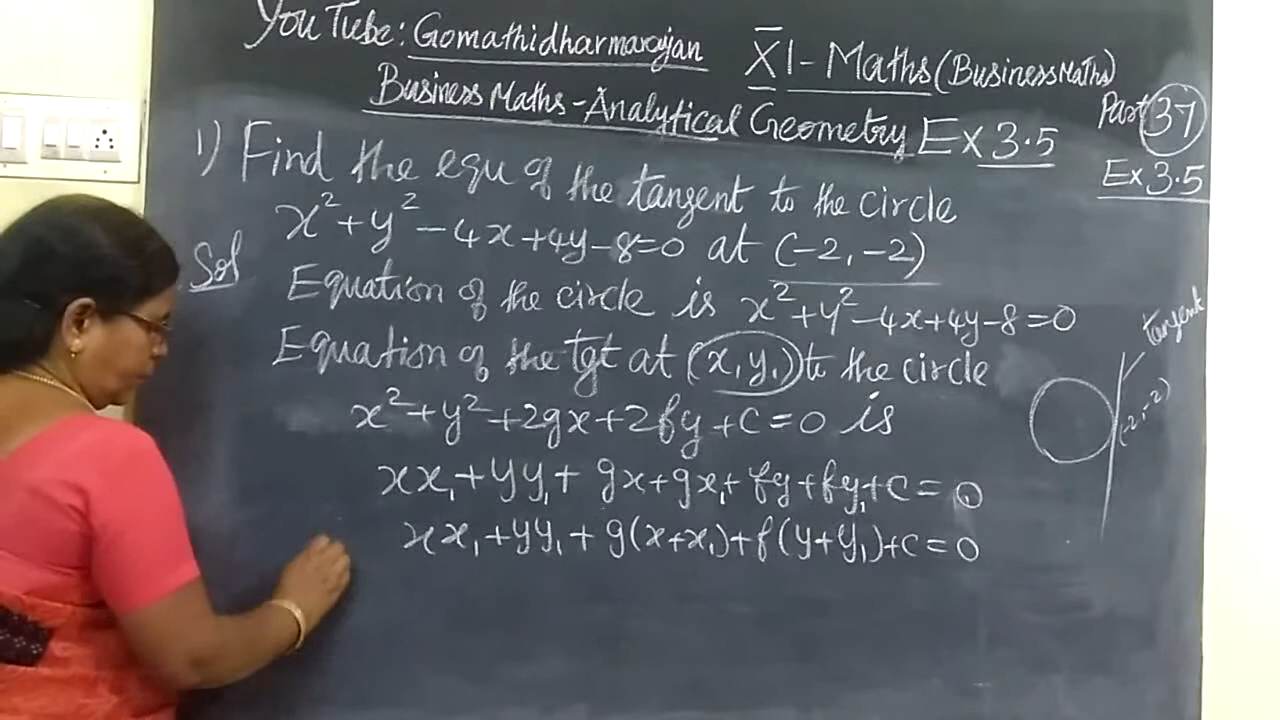 YouTube: Gomathidharmarajan XI - Maths (Business Maths)
Business Maths - Analytical Geometry Ex 3.5
Part 37
Ex 3.5
1) Find the equ of the tangent to the circle
x² + y² - 4x + 4y - 8 = 0 at (-2, -2)
Sol
Equation of the circle is x² + y² - 4x + 4y - 8 = 0
Equation of the tgt at (x₁ y₁) to the circle
x² + y² + 2gx + 2fy + c = 0 is
xx₁ + yy₁ + gx + gx₁ + fy + fy₁ + c = 0
xx₁ + yy₁ + g(x + x₁) + f(y + y₁) + c = 0
tangent
(-2, -2)